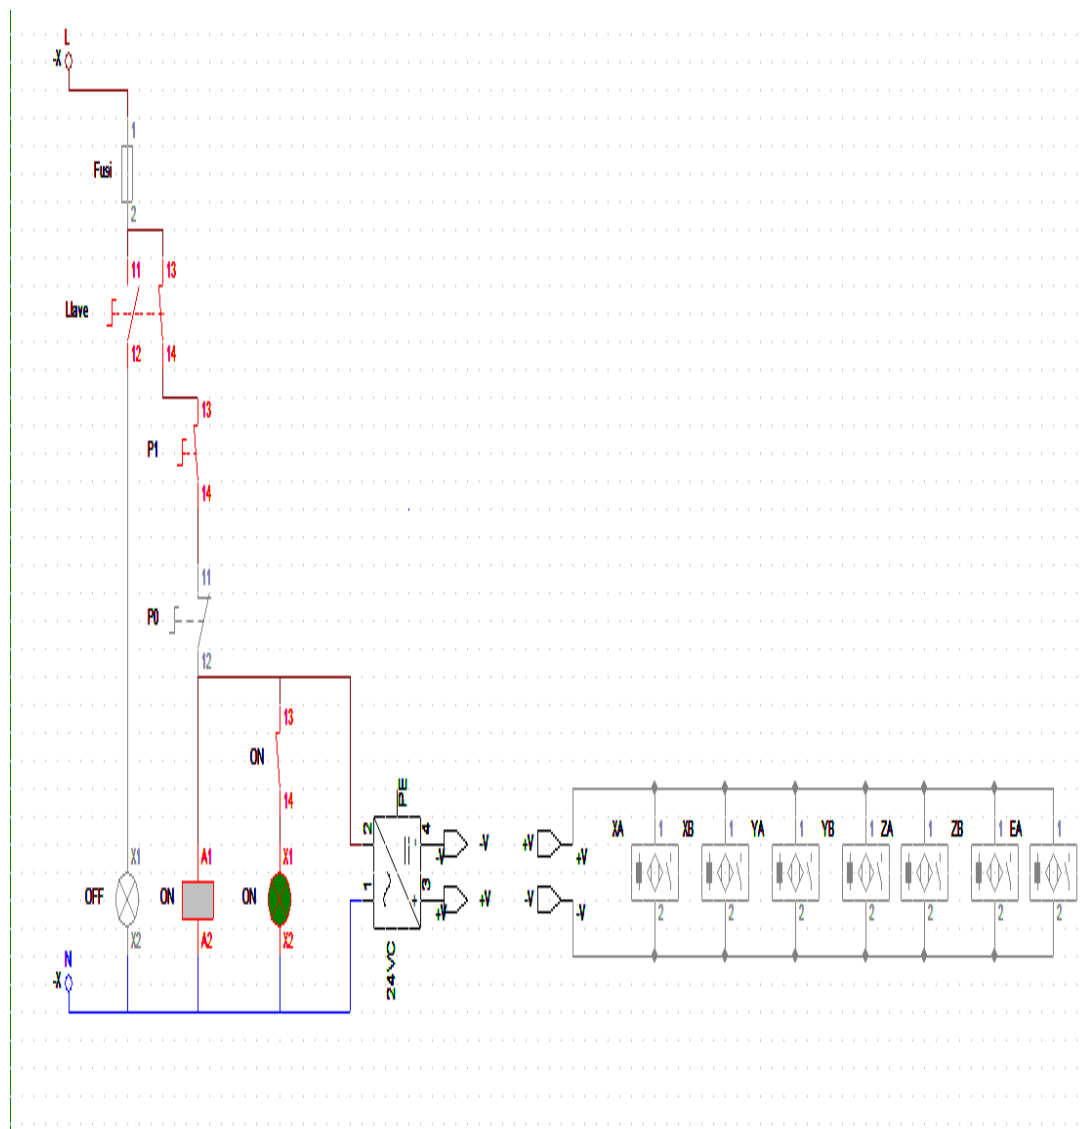 L
-X
1
Fusi
2
11 13
Llave
12 14
13
P1
14
11
P0
12
13
ON
14
PE
2 4
-V -V
1 3
+V +V
24VC
+V +V
-V -V
XA 1 XB 1 YA 1 YB 1 ZA 1 ZB 1 EA 1
2 2 2 2 2 2 2
X1 A1 X1
OFF ON ON
X2 A2 X2
N
-X